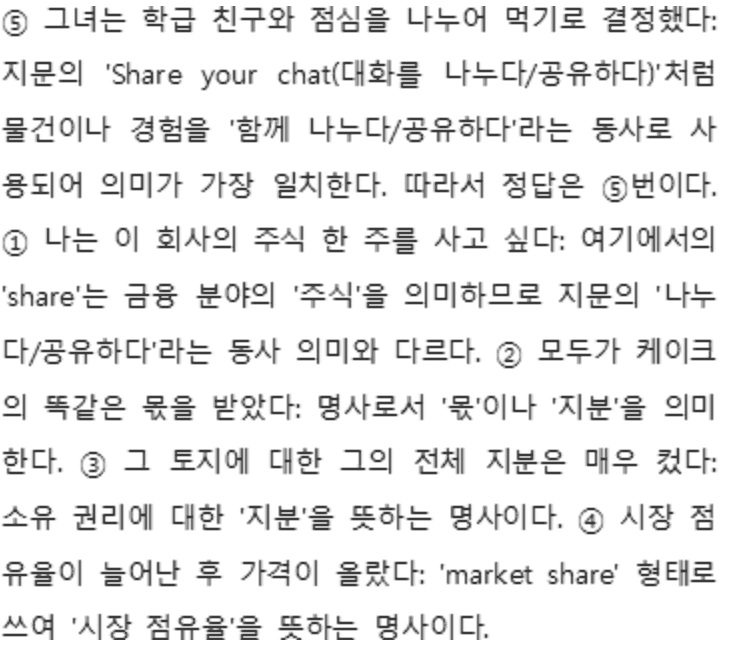 ⑤ 그녀는 학급 친구와 점심을 나누어 먹기로 결정했다:
지문의 'Share your chat(대화를 나누다/공유하다)'처럼
물건이나 경험을 '함께 나누다/공유하다'라는 동사로 사
용되어 의미가 가장 일치한다. 따라서 정답은 ⑤번이다.
① 나는 이 회사의 주식 한 주를 사고 싶다: 여기에서의
'share'는 금융 분야의 '주식'을 의미하므로 지문의 '나누
다/공유하다'라는 동사 의미와 다르다. ② 모두가 케이크
의 똑같은 몫을 받았다: 명사로서 '몫'이나 '지분'을 의미
한다. ③ 그 토지에 대한 그의 전체 지분은 매우 컸다:
소유 권리에 대한 '지분'을 뜻하는 명사이다. ④ 시장 점
유율이 늘어난 후 가격이 올랐다: 'market share' 형태로
쓰여 '시장 점유율'을 뜻하는 명사이다.